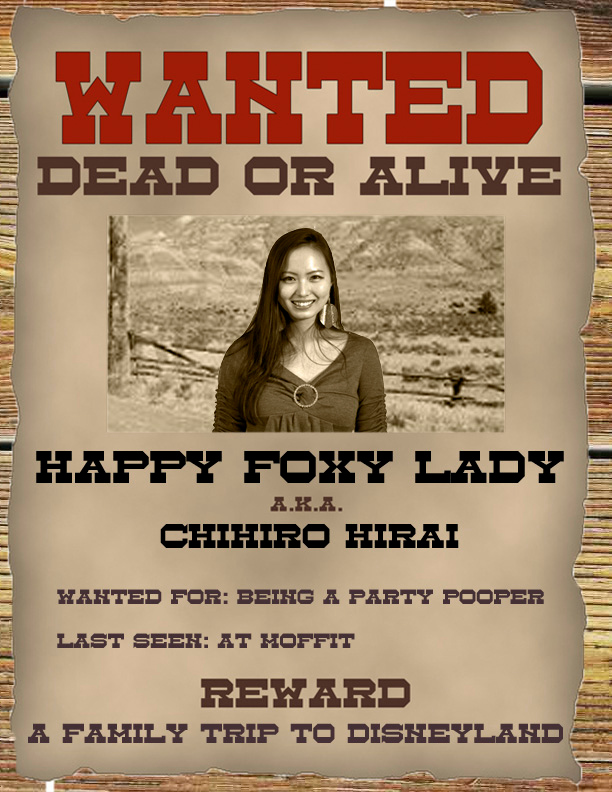 WANTED
DEAD OR ALIVE
HAPPY FOXY LADY
A.K.A.
CHIHIRO HIRAI
WANTED FOR: BEING A PARTY POOPER
LAST SEEN: AT MOFFIT
REWARD
A FAMILY TRIP TO DISNEYLAND